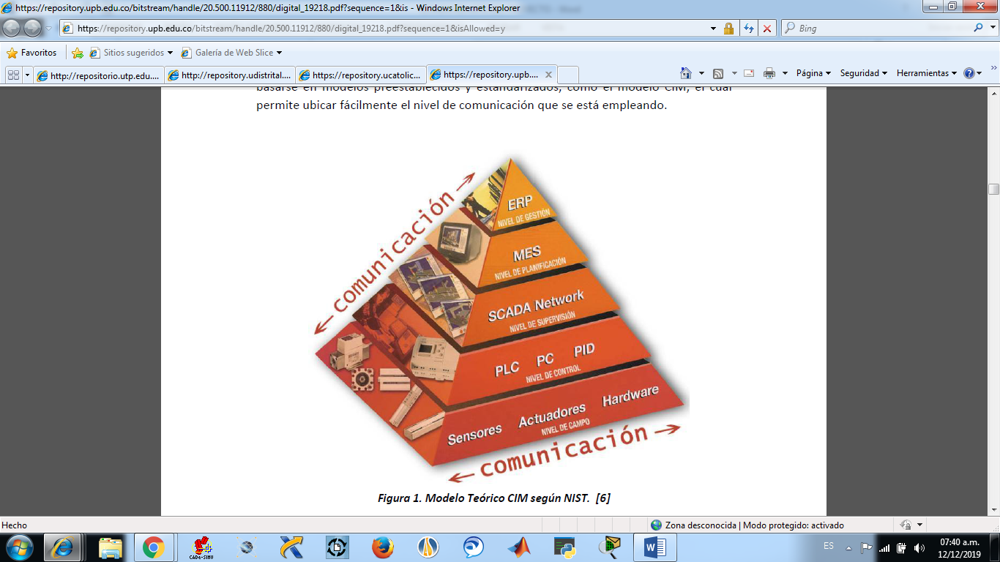 https://repository.upb.edu.co/bitstream/handle/20.500.11912/880/digital_19218.pdf?sequence=1&is - Windows Internet Explorer
https://repository.upb.edu.co/bitstream/handle/20.500.11912/880/digital_19218.pdf?sequence=1&isAllowed=y
Bing
Favoritos
Sitios sugeridos
Galería de Web Slice
http://repositorio.utp.edu....
http://repository.udistrital....
https://repository.ucatolic...
https://repository.upb....
Página
Seguridad
Herramientas
basarse en modelos preestablecidos y estandarizados, como el modelo CIM, el cual
permite ubicar fácilmente el nivel de comunicación que se está empleando.
comunicación
ERP
NIVEL DE GESTIÓN
MES
NIVEL DE PLANIFICACIÓN
SCADA Network
NIVEL DE SUPERVISIÓN
PLC PC PID
NIVEL DE CONTROL
Sensores Actuadores Hardware
NIVEL DE CAMPO
comunicación
Figura 1. Modelo Teórico CIM según NIST. [6]
Hecho
Zona desconocida | Modo protegido: activado
CADe-SIMU
ES
07:40 a.m.
12/12/2019